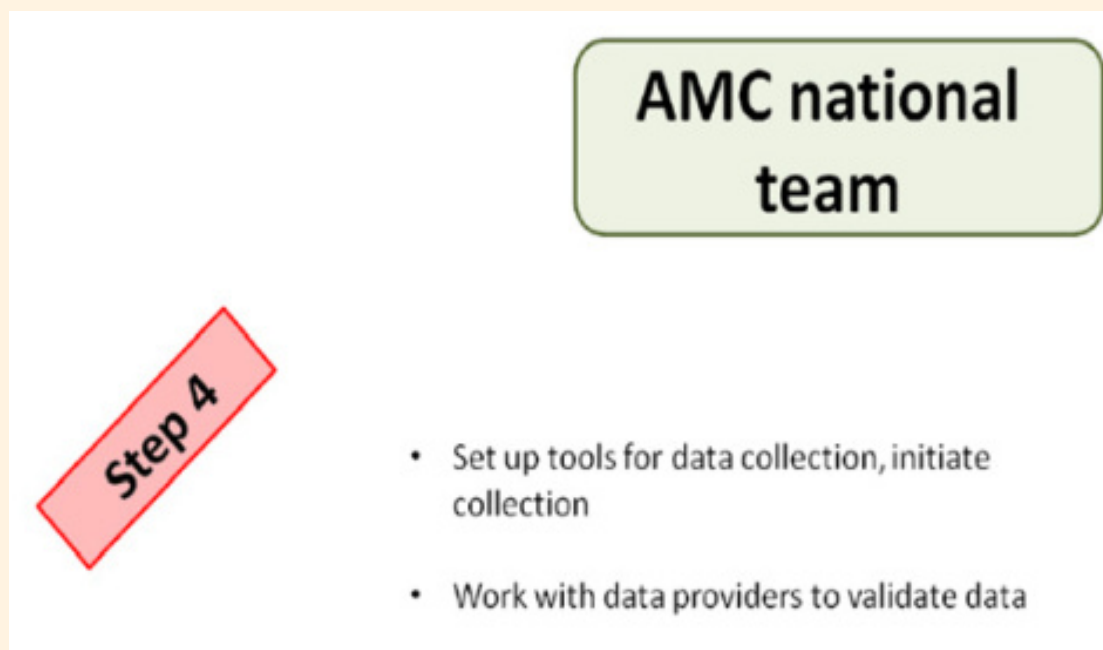 AMC national
team
Step 4
• Set up tools for data collection, initiate
collection
• Work with data providers to validate data